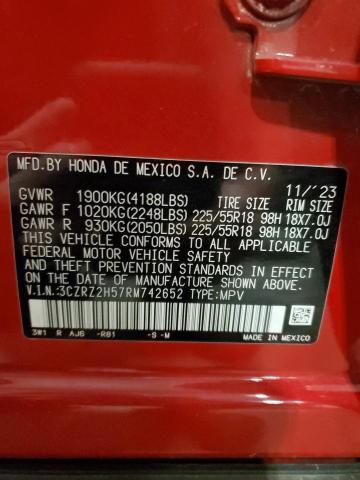 MFD. BY HONDA DE MEXICO S.A. DE C.V. 11/'23
GVWR 1900KG(4188LBS) TIRE SIZE RIM SIZE
GAWR F 1020KG(2248LBS) 225/55R18 98H 18X7.0J
GAWR R 930KG(2050LBS) 225/55R18 98H 18X7.0J
THIS VEHICLE CONFORMS TO ALL APPLICABLE
FEDERAL MOTOR VEHICLE SAFETY
AND THEFT PREVENTION STANDARDS IN EFFECT
ON THE DATE OF MANUFACTURE SHOWN ABOVE.
V.I.N.:3CZRZ2H57RM742652 TYPE:MPV
3W1 R AJ6 -R81 -S -M MADE IN MEXICO